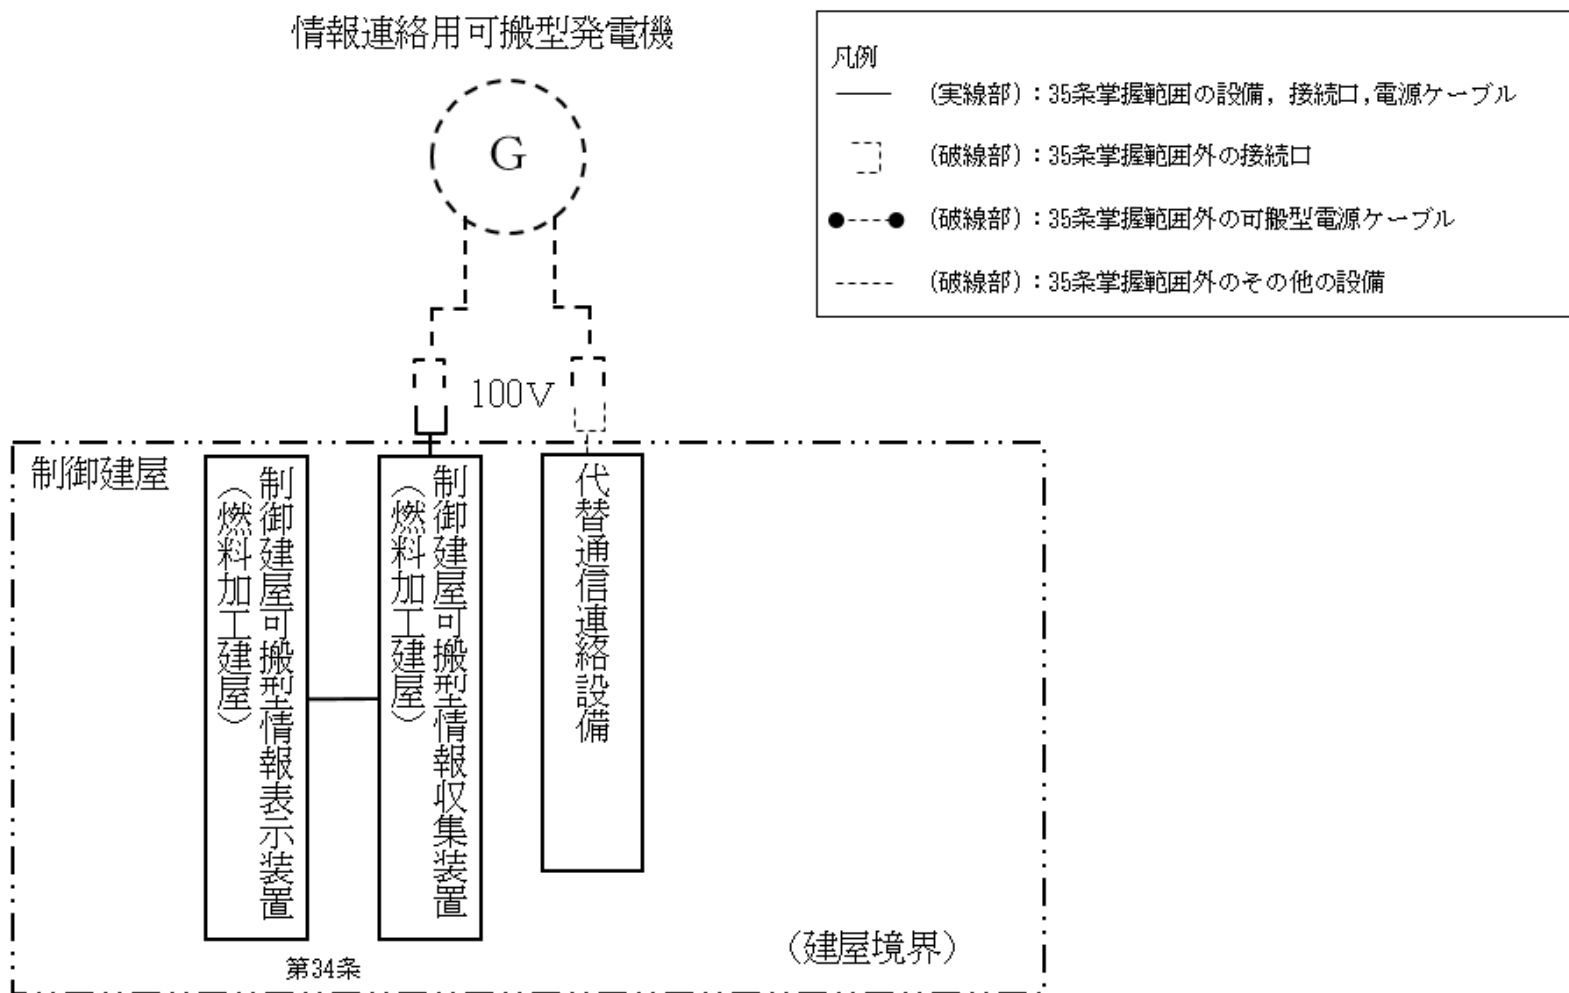 情報連絡用可搬型発電機
G
100V
凡例
(実線部)：35条掌握範囲の設備，接続口,電源ケーブル
(破線部)：35条掌握範囲外の接続口
(破線部)：35条掌握範囲外の可搬型電源ケーブル
(破線部)：35条掌握範囲外のその他の設備
制御建屋
制御建屋可搬型情報表示装置
（燃料加工建屋）
制御建屋可搬型情報収集装置
（燃料加工建屋）
代替通信連絡設備
第34条
（建屋境界）